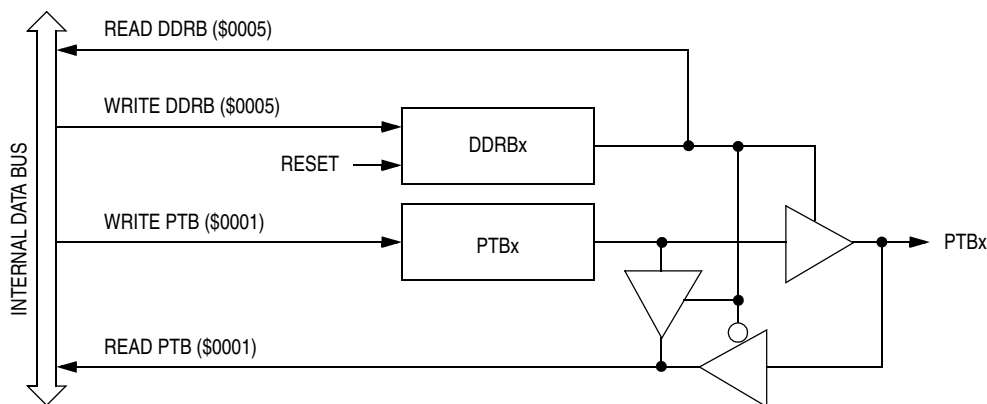 READ DDRB ($0005)
WRITE DDRB ($0005)
DDRBx
RESET
INTERNAL DATA BUS
WRITE PTB ($0001)
PTBx
PTBx
READ PTB ($0001)